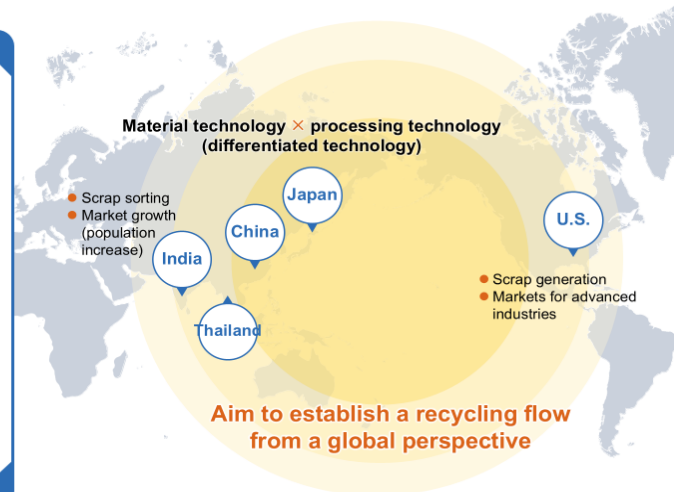 Material technology × processing technology
(differentiated technology)
Japan
Scrap sorting
Market growth
(population
increase)
China
U.S.
India
Scrap generation
Markets for advanced
industries
Thailand
Aim to establish a recycling flow
from a global perspective